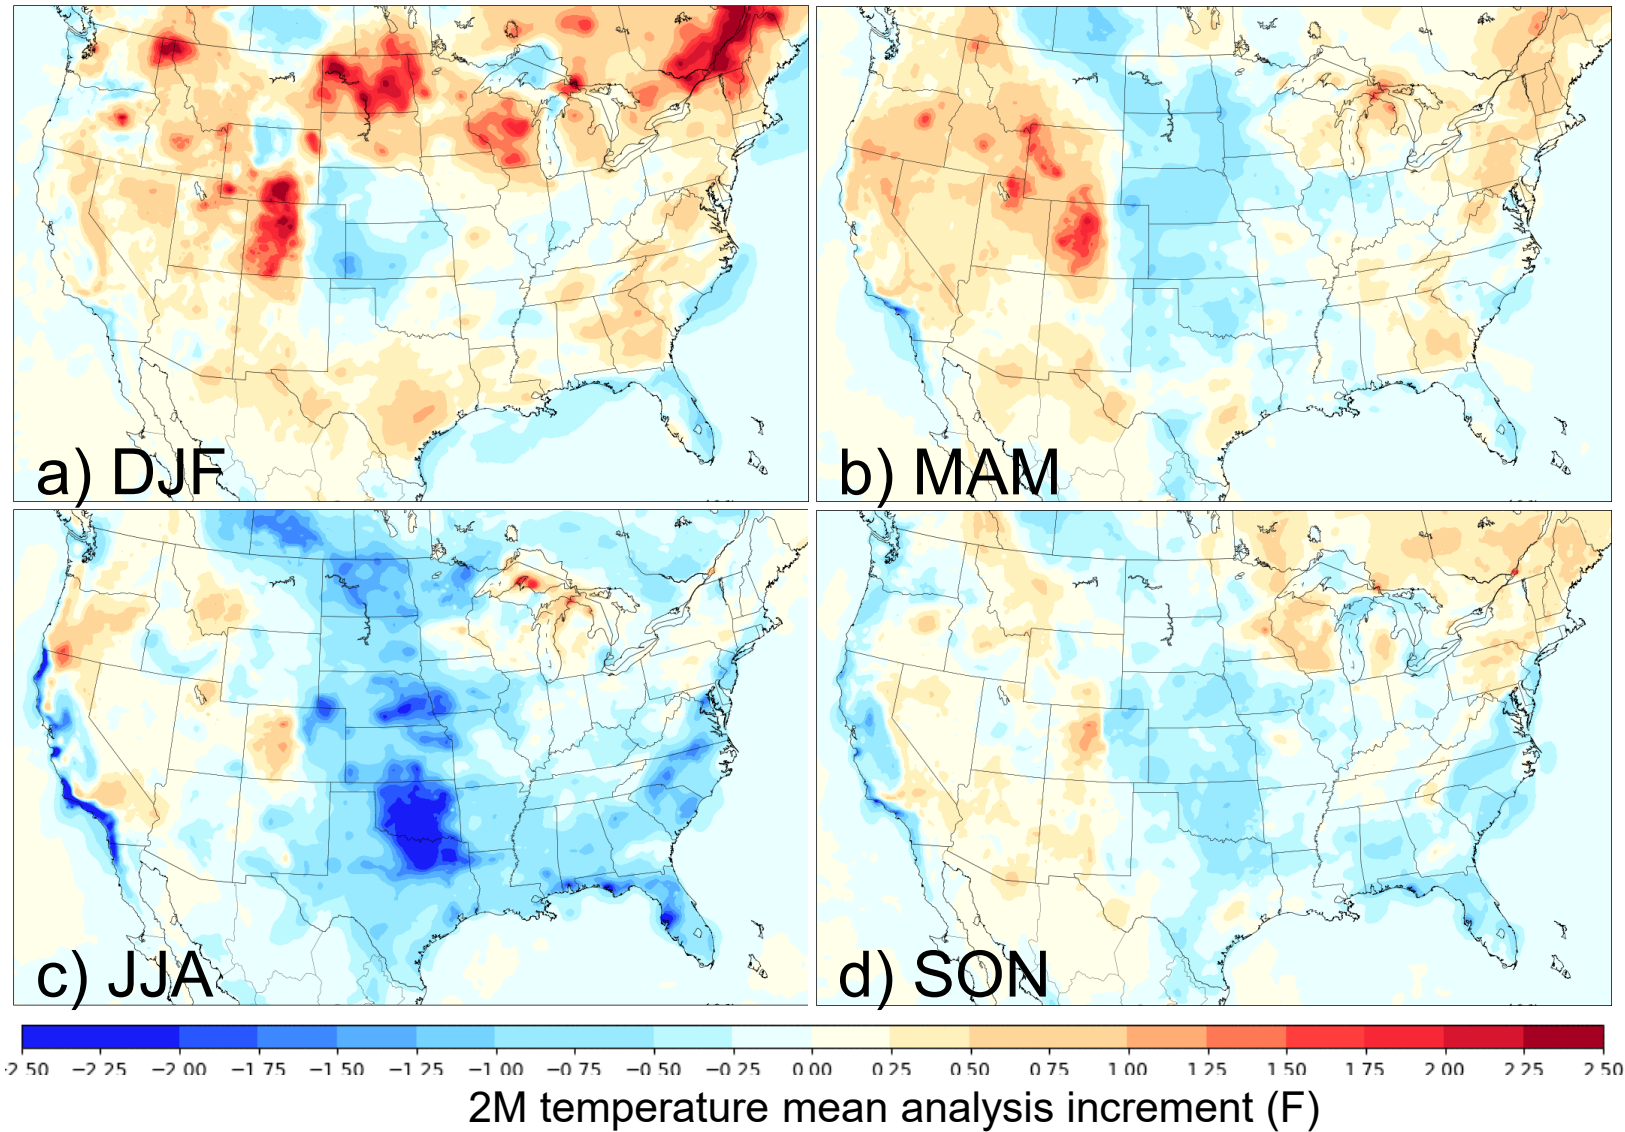 a) DJF
b) MAM
c) JJA
d) SON
-2.50 −2.25 −2.00 −1.75 −1.50 −1.25 −1.00 −0.75 −0.50 −0.25 0.00 0.25 0.50 0.75 1.00 1.25 1.50 1.75 2.00 2.25 2.50
2M temperature mean analysis increment (F)